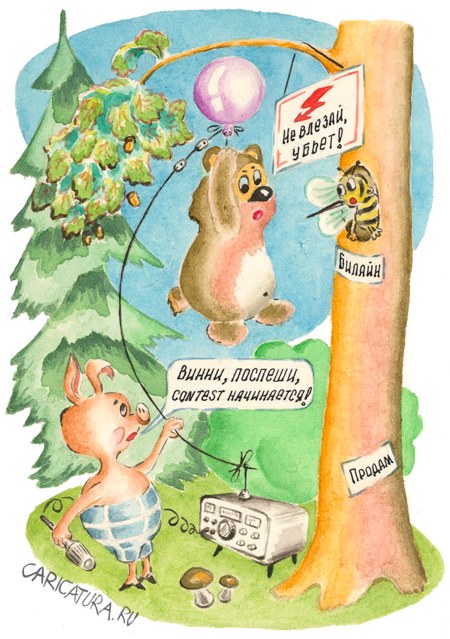 Не влезай,
убьет!
Билайн
Винни, поспеши,
contest начинается!
Продам
CARICATURA.RU